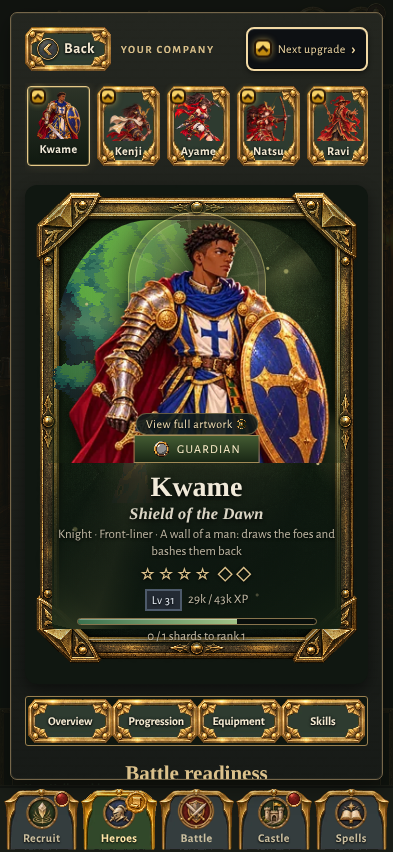 Back
YOUR COMPANY
Next upgrade ›
Kwame
Kenji
Ayame
Natsu
Ravi
View full artwork
GUARDIAN
Kwame
Shield of the Dawn
Knight · Front-liner · A wall of a man: draws the foes and
bashes them back
Lv 31
29k / 43k XP
0 / 1 shards to rank 1
Overview
Progression
Equipment
Skills
Battle readiness
Recruit
Heroes
Battle
Castle
Spells